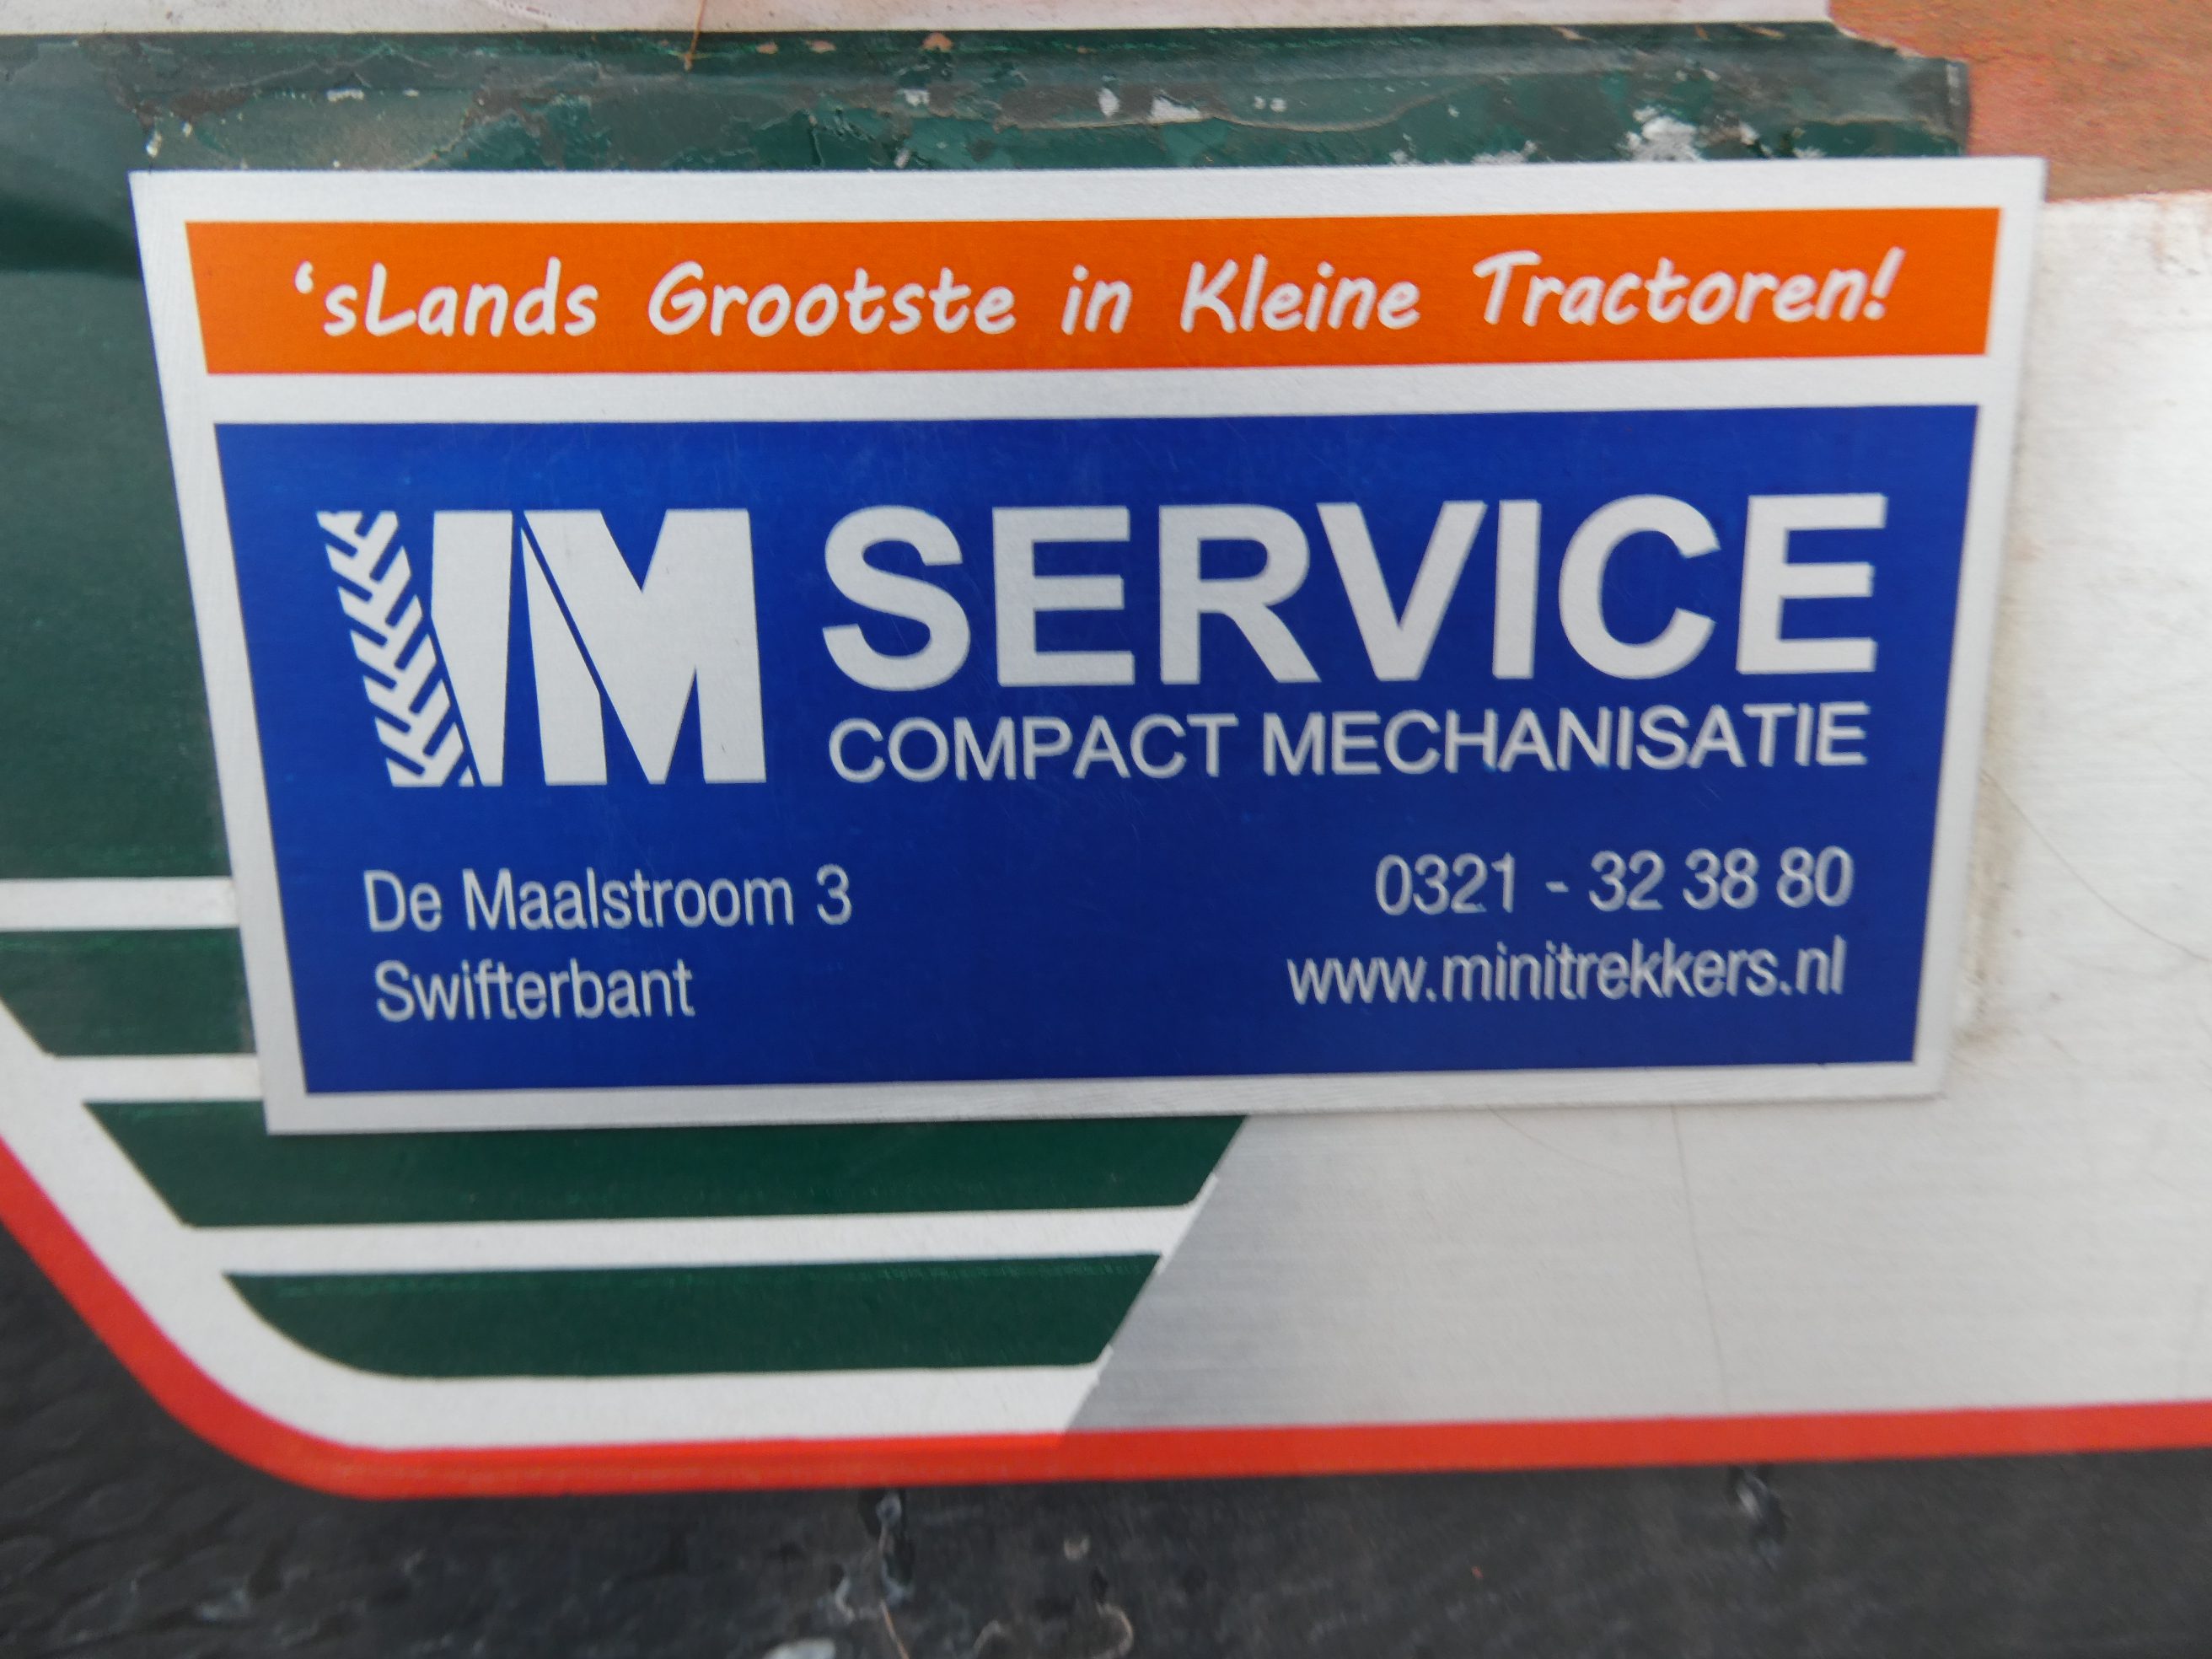 ‘sLands Grootste in Kleine Tractoren!
IM SERVICE
COMPACT MECHANISATIE
De Maalstroom 3
Swifterbant
0321 - 32 38 80
www.minitrekkers.nl